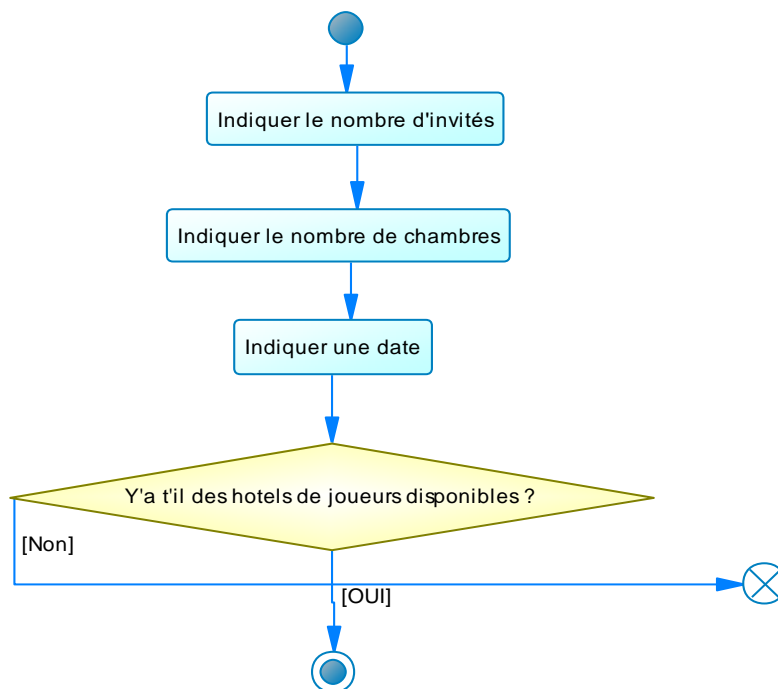 Indiquer le nombre d'invités
Indiquer le nombre de chambres
Indiquer une date
Y'a t'il des hotels de joueurs disponibles ?
[Non]
[OUI]